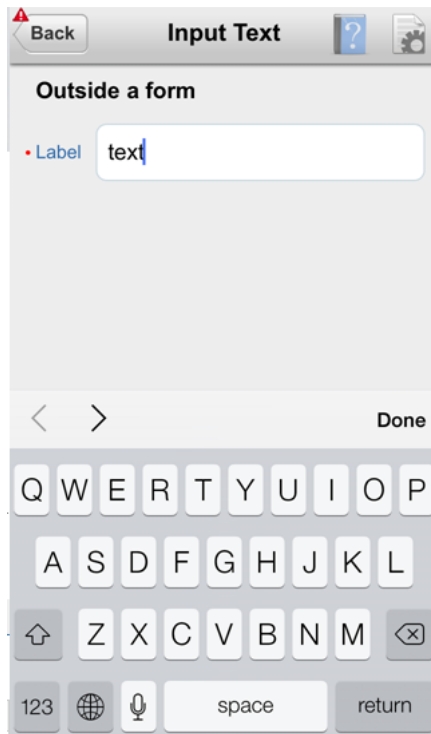 Back Input Text ?
Outside a form
• Label text
< > Done
Q W E R T Y U I O P
A S D F G H J K L
Z X C V B N M
123 space return